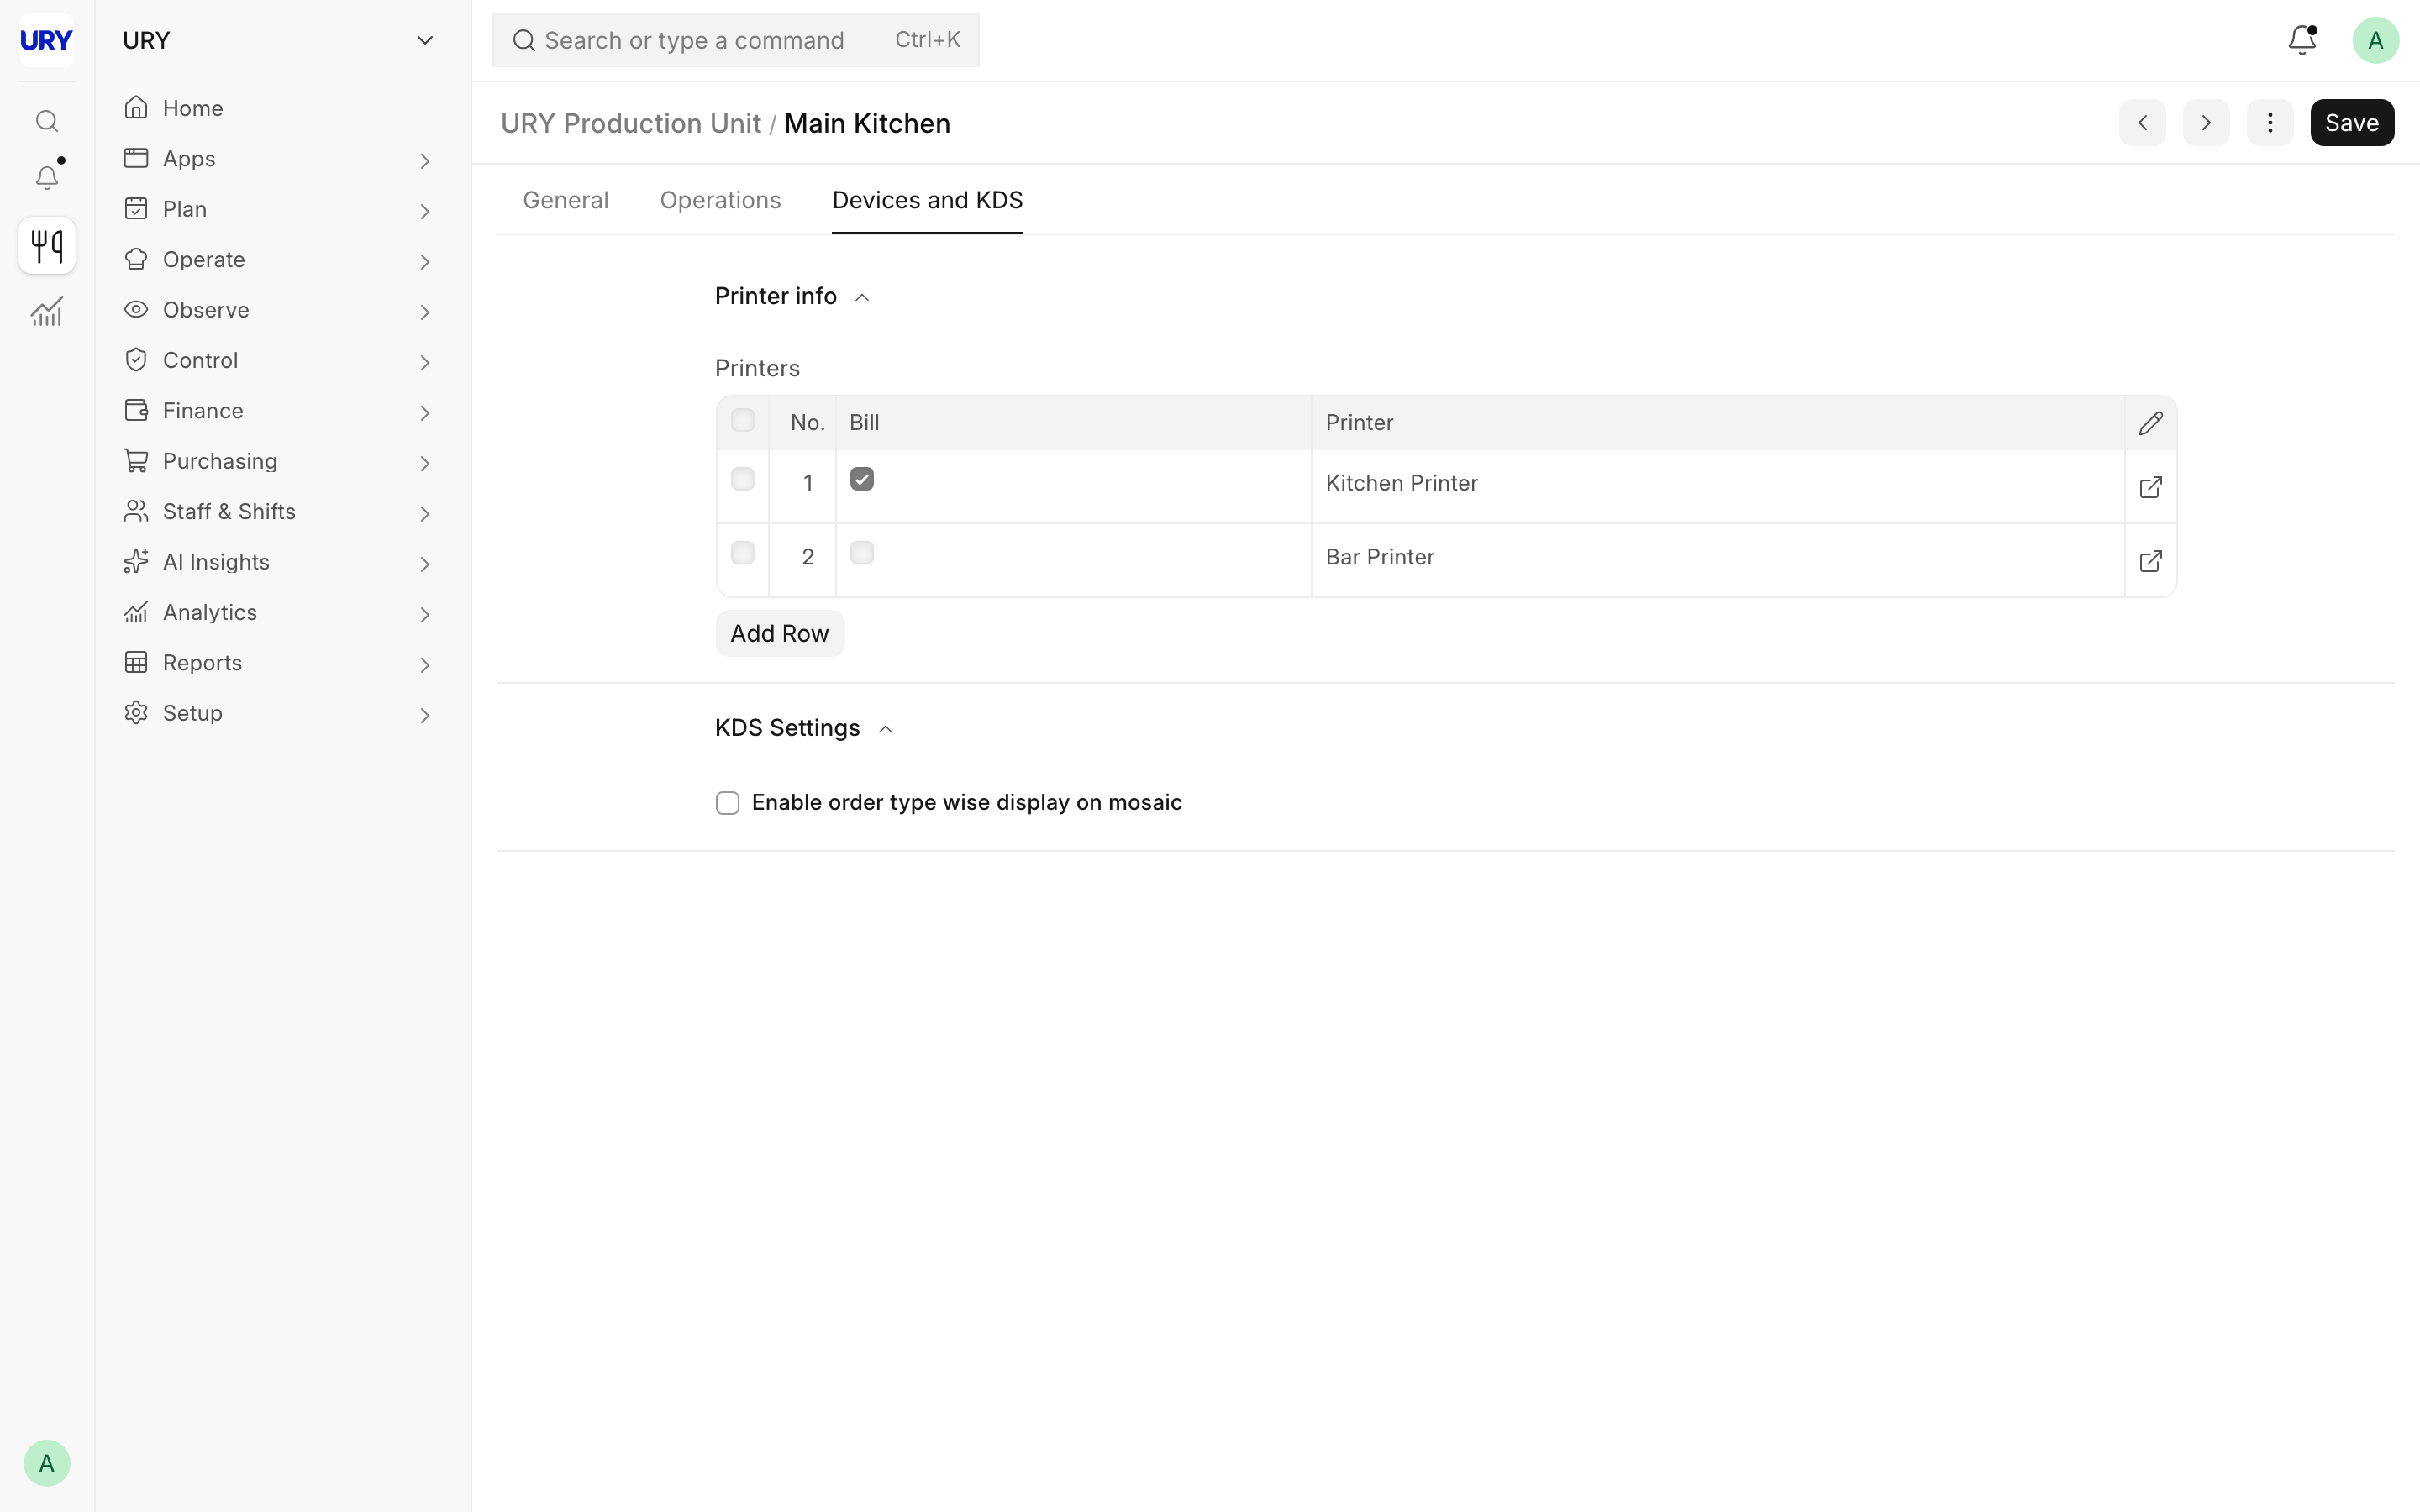 URY
URY
Search or type a command Ctrl+K
A
Home
Apps
Plan
Operate
Observe
Control
Finance
Purchasing
Staff & Shifts
AI Insights
Analytics
Reports
Setup
A
URY Production Unit / Main Kitchen
Save
General Operations Devices and KDS
Printer info
Printers
No. Bill Printer
1 Kitchen Printer
2 Bar Printer
Add Row
KDS Settings
Enable order type wise display on mosaic